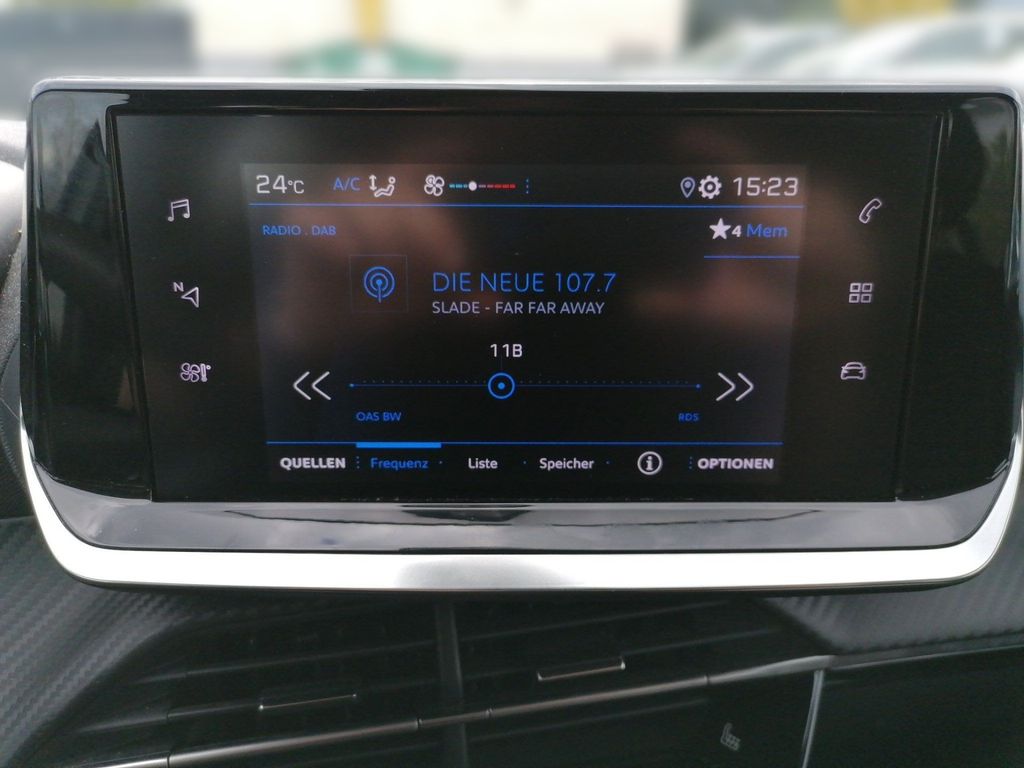 24°C A/C 15:23
RADIO . DAB 4 Mem
N
DIE NEUE 107.7
SLADE - FAR FAR AWAY
11B
OAS BW RDS
QUELLEN Frequenz Liste Speicher i OPTIONEN